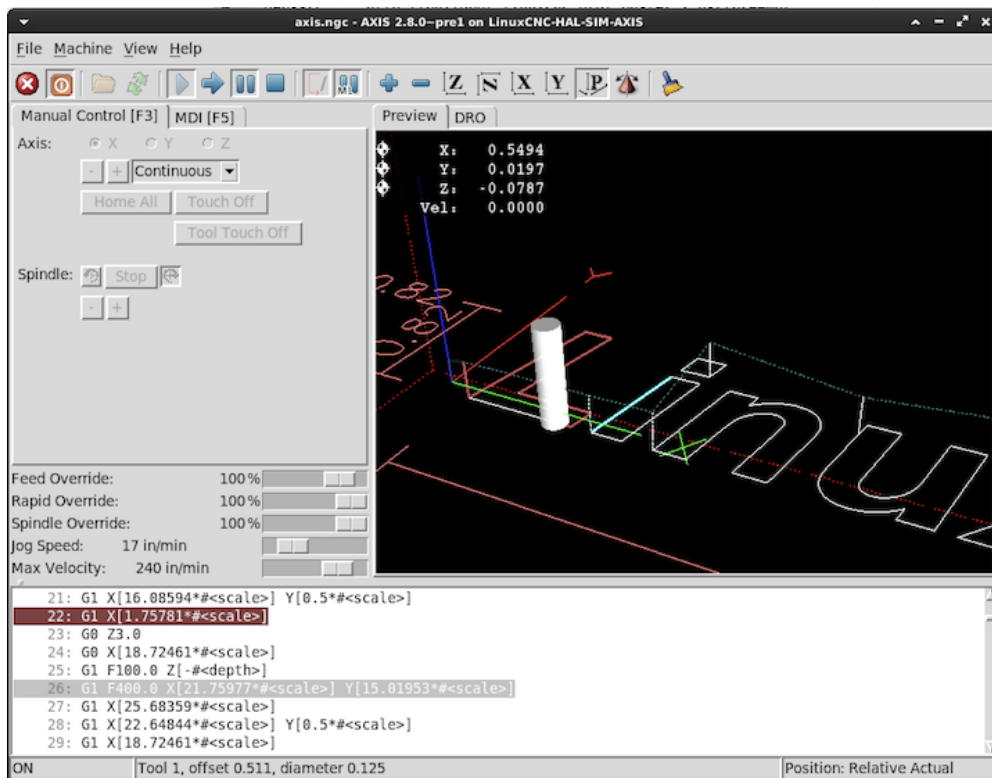 axis.ngc - AXIS 2.8.0~pre1 on LinuxCNC-HAL-SIM-AXIS
File Machine View Help
Z N X Y P
Manual Control [F3] MDI [F5]
Axis: X Y Z
- + Continuous
Home All Touch Off
Tool Touch Off
Spindle: Stop
- +
Feed Override: 100 %
Rapid Override: 100 %
Spindle Override: 100 %
Jog Speed: 17 in/min
Max Velocity: 240 in/min
Preview DRO
X: 0.5494
Y: 0.0197
Z: -0.0787
Vel: 0.0000
Linu
21: G1 X[16.08594*#<scale>] Y[0.5*#<scale>]
22: G1 X[1.75781*#<scale>]
23: G0 Z3.0
24: G0 X[18.72461*#<scale>]
25: G1 F100.0 Z[-#<depth>]
26: G1 F400.0 X[21.75977*#<scale>] Y[15.01953*#<scale>]
27: G1 X[25.68359*#<scale>]
28: G1 X[22.64844*#<scale>] Y[0.5*#<scale>]
29: G1 X[18.72461*#<scale>]
ON Tool 1, offset 0.511, diameter 0.125 Position: Relative Actual